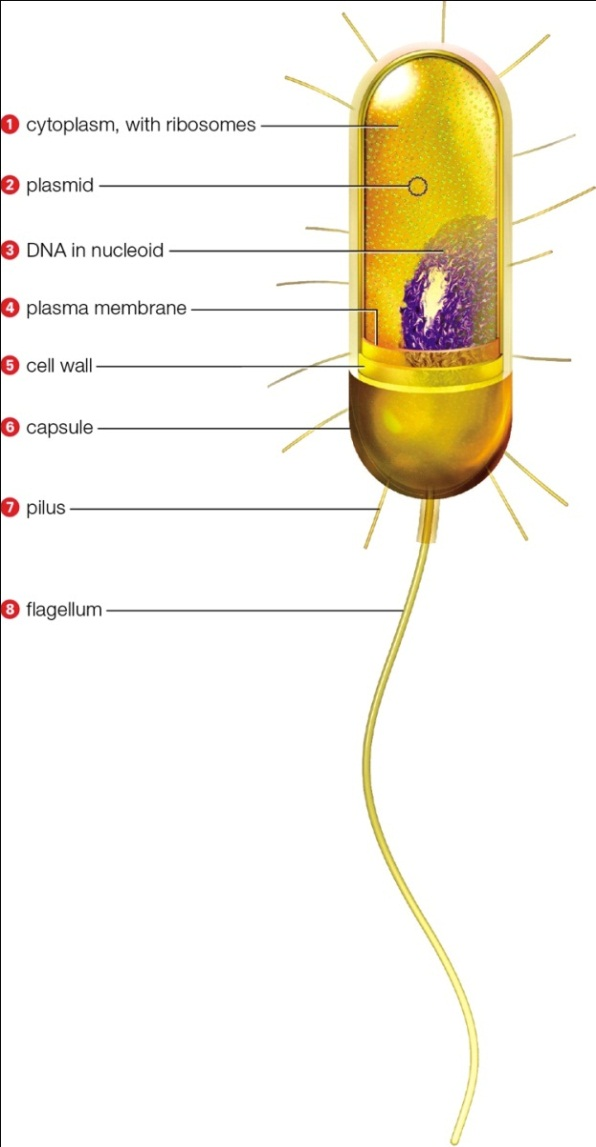 1 cytoplasm, with ribosomes
2 plasmid
3 DNA in nucleoid
4 plasma membrane
5 cell wall
6 capsule
7 pilus
8 flagellum